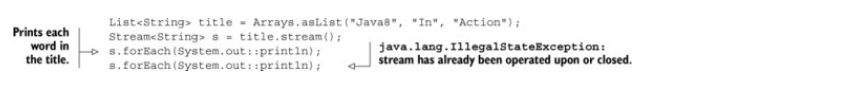 List<String> title = Arrays.asList("Java8", "In", "Action");
Stream<String> s = title.stream();
s.forEach(System.out::println);
s.forEach(System.out::println);
Prints each
word in
the title.
java.lang.IllegalStateException:
stream has already been operated upon or closed.